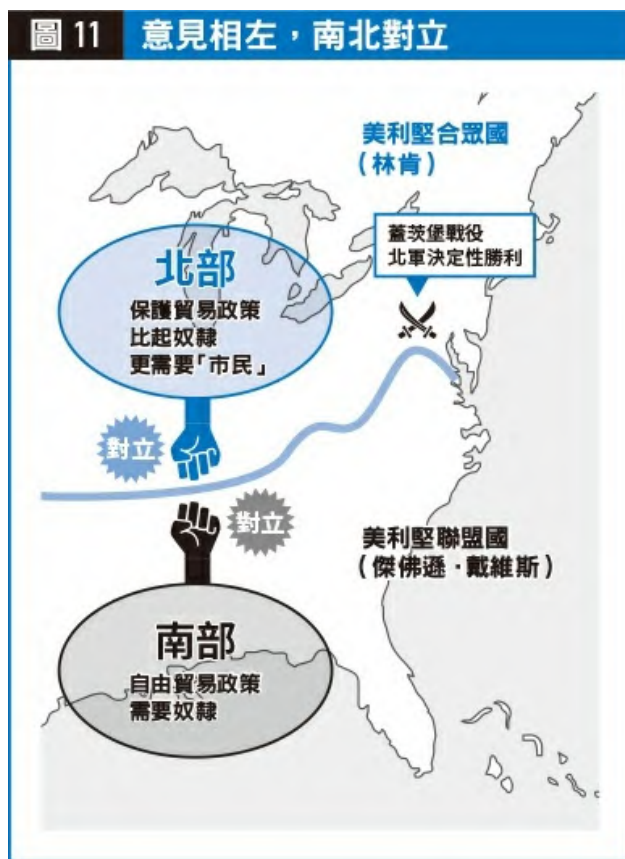 圖 11 意見相左，南北對立
美利堅合眾國
（林肯）
蓋茨堡戰役
北軍決定性勝利
北部
保護貿易政策
比起奴隸
更需要「市民」
對立
對立
美利堅聯盟國
（傑佛遜·戴維斯）
南部
自由貿易政策
需要奴隸